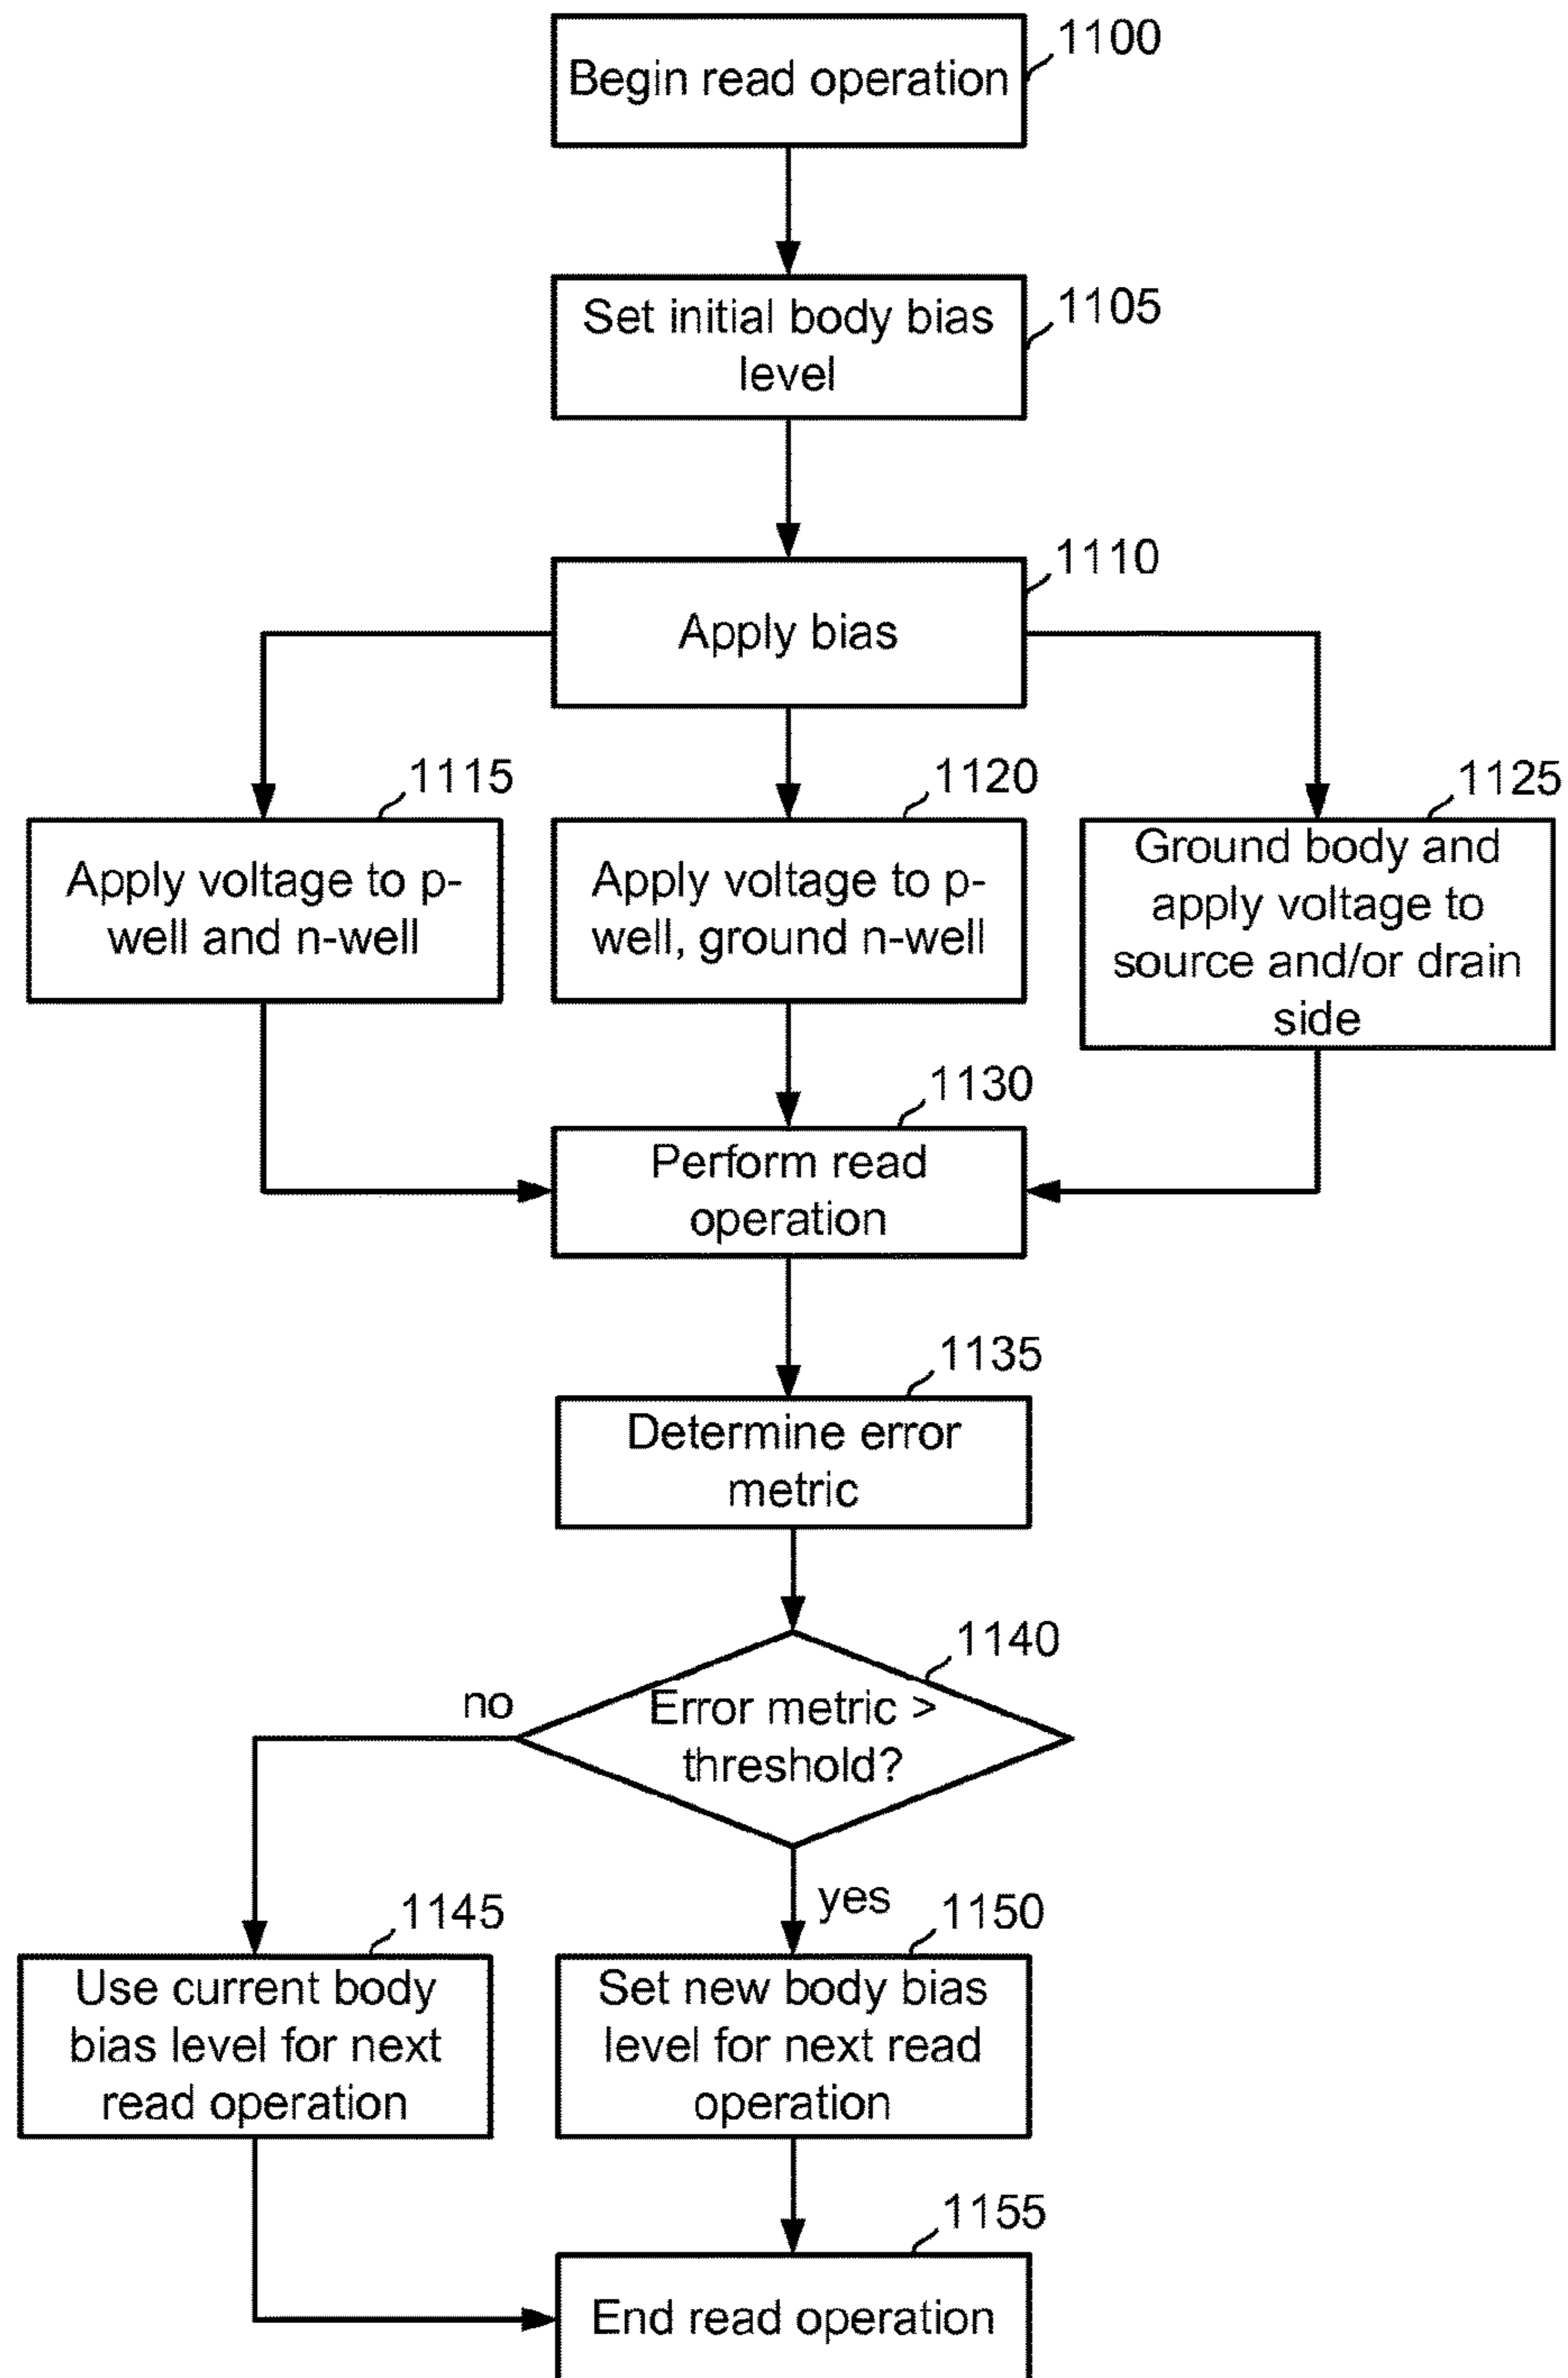 1100
Begin read operation
1105
Set initial body bias
level
1110
Apply bias
1115
Apply voltage to p-
well and n-well
1120
Apply voltage to p-
well, ground n-well
1125
Ground body and
apply voltage to
source and/or drain
side
1130
Perform read
operation
1135
Determine error
metric
1140
Error metric >
threshold?
no
yes
1145
Use current body
bias level for next
read operation
1150
Set new body bias
level for next read
operation
1155
End read operation